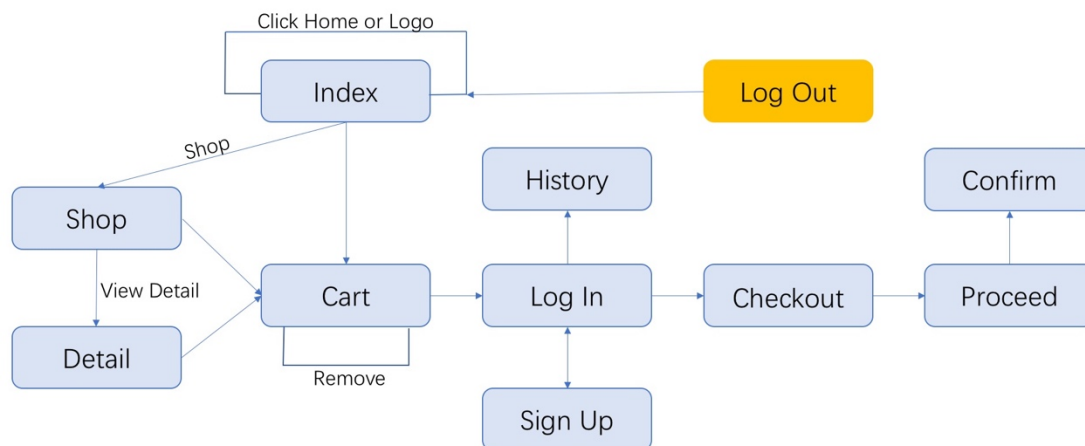 Click Home or Logo
Index
Log Out
Shop
History
Confirm
Shop
View Detail
Cart
Log In
Checkout
Proceed
Detail
Remove
Sign Up